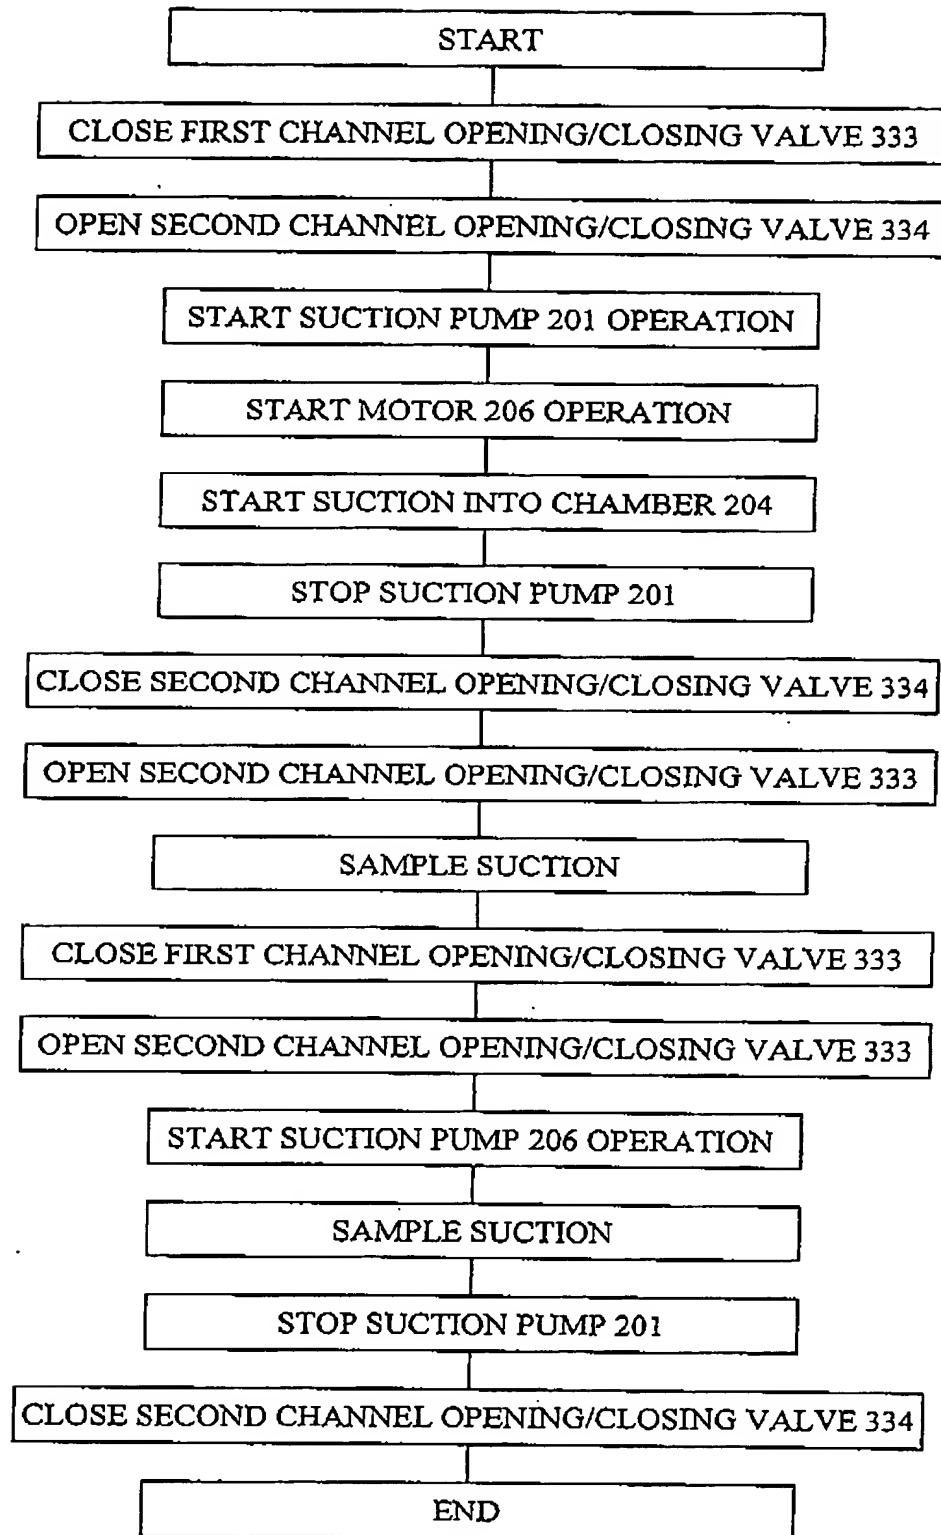 START
CLOSE FIRST CHANNEL OPENING/CLOSING VALVE 333
OPEN SECOND CHANNEL OPENING/CLOSING VALVE 334
START SUCTION PUMP 201 OPERATION
START MOTOR 206 OPERATION
START SUCTION INTO CHAMBER 204
STOP SUCTION PUMP 201
CLOSE SECOND CHANNEL OPENING/CLOSING VALVE 334
OPEN SECOND CHANNEL OPENING/CLOSING VALVE 333
SAMPLE SUCTION
CLOSE FIRST CHANNEL OPENING/CLOSING VALVE 333
OPEN SECOND CHANNEL OPENING/CLOSING VALVE 333
START SUCTION PUMP 206 OPERATION
SAMPLE SUCTION
STOP SUCTION PUMP 201
CLOSE SECOND CHANNEL OPENING/CLOSING VALVE 334
END